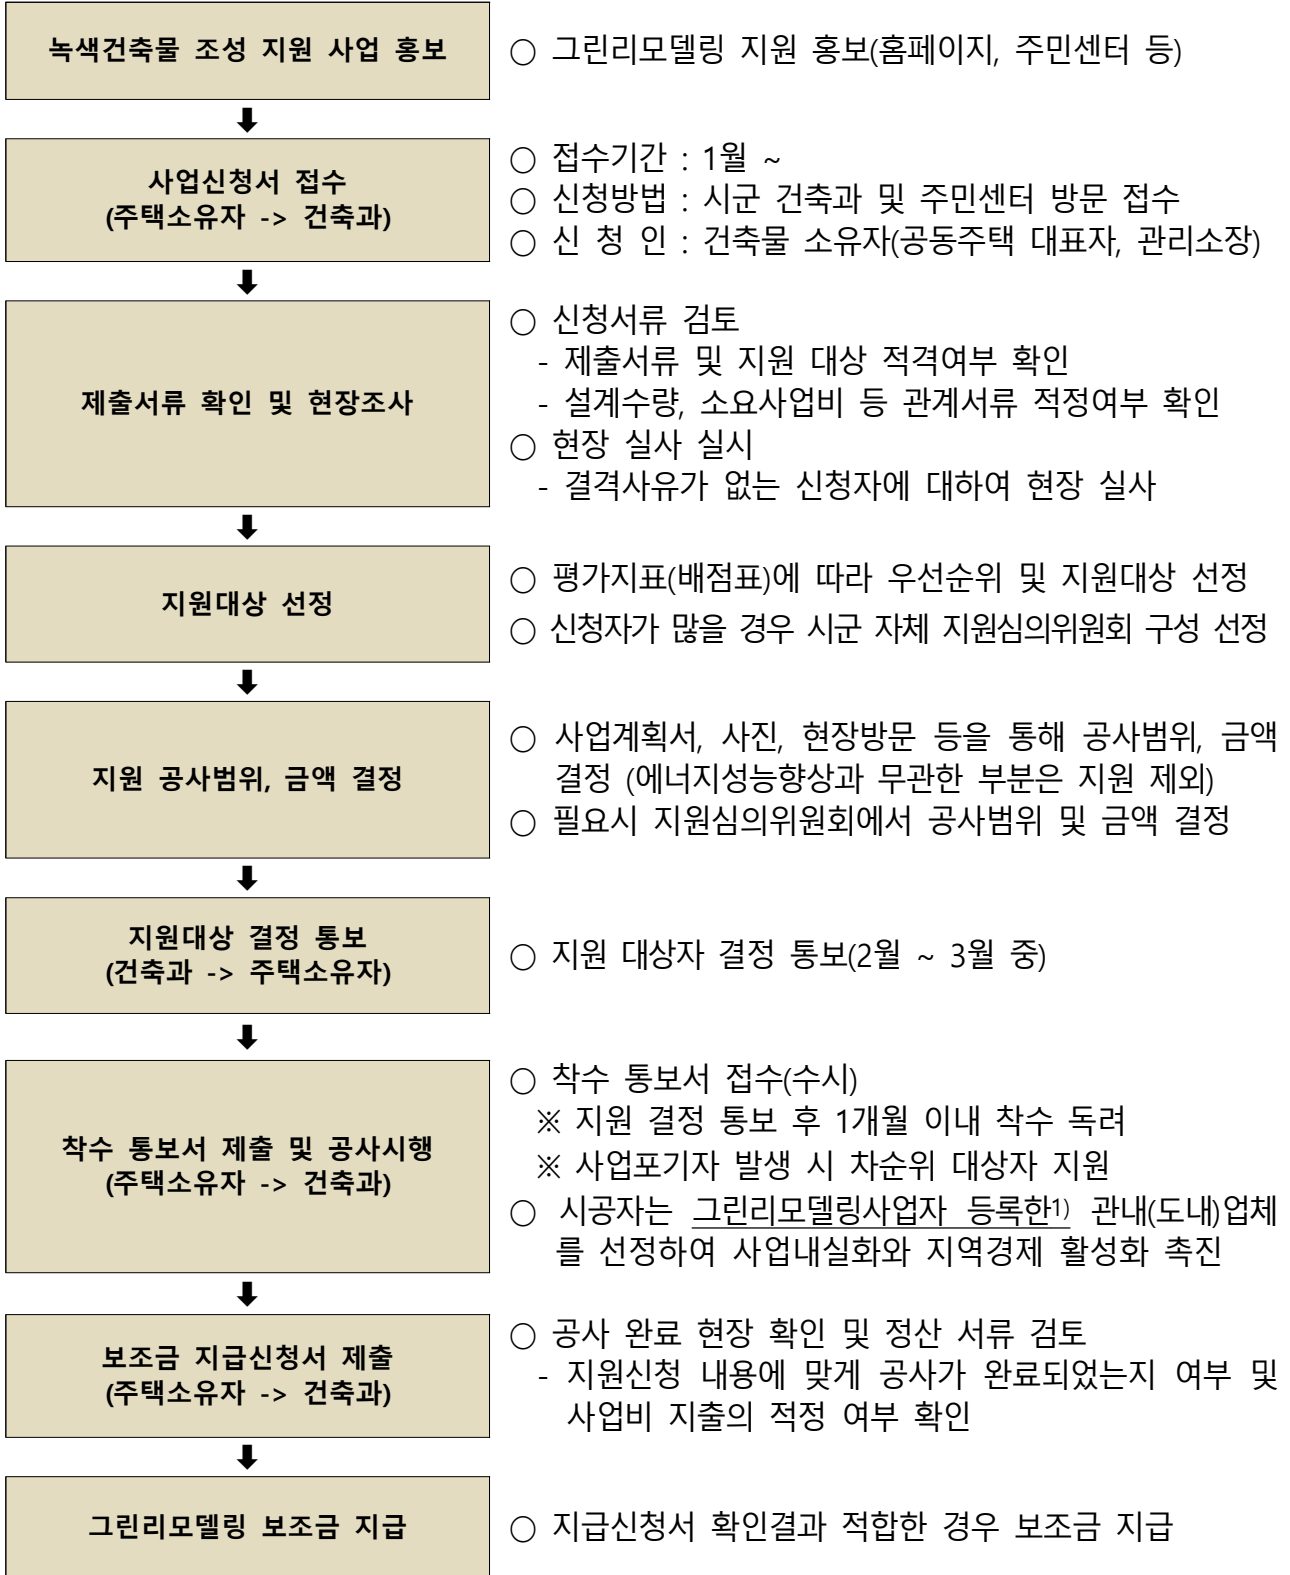 녹색건축물 조성 지원 사업 홍보
○ 그린리모델링 지원 홍보(홈페이지, 주민센터 등)
사업신청서 접수
(주택소유자 -> 건축과)
○ 접수기간 : 1월 ~
○ 신청방법 : 시군 건축과 및 주민센터 방문 접수
○ 신 청 인 : 건축물 소유자(공동주택 대표자, 관리소장)
제출서류 확인 및 현장조사
○ 신청서류 검토
- 제출서류 및 지원 대상 적격여부 확인
- 설계수량, 소요사업비 등 관계서류 적정여부 확인
○ 현장 실사 실시
- 결격사유가 없는 신청자에 대하여 현장 실사
지원대상 선정
○ 평가지표(배점표)에 따라 우선순위 및 지원대상 선정
○ 신청자가 많을 경우 시군 자체 지원심의위원회 구성 선정
지원 공사범위, 금액 결정
○ 사업계획서, 사진, 현장방문 등을 통해 공사범위, 금액
결정 (에너지성능향상과 무관한 부분은 지원 제외)
○ 필요시 지원심의위원회에서 공사범위 및 금액 결정
지원대상 결정 통보
(건축과 -> 주택소유자)
○ 지원 대상자 결정 통보(2월 ~ 3월 중)
착수 통보서 제출 및 공사시행
(주택소유자 -> 건축과)
○ 착수 통보서 접수(수시)
※ 지원 결정 통보 후 1개월 이내 착수 독려
※ 사업포기자 발생 시 차순위 대상자 지원
○ 시공자는 그린리모델링사업자 등록한1) 관내(도내)업체
를 선정하여 사업내실화와 지역경제 활성화 촉진
보조금 지급신청서 제출
(주택소유자 -> 건축과)
○ 공사 완료 현장 확인 및 정산 서류 검토
- 지원신청 내용에 맞게 공사가 완료되었는지 여부 및
사업비 지출의 적정 여부 확인
그린리모델링 보조금 지급
○ 지급신청서 확인결과 적합한 경우 보조금 지급